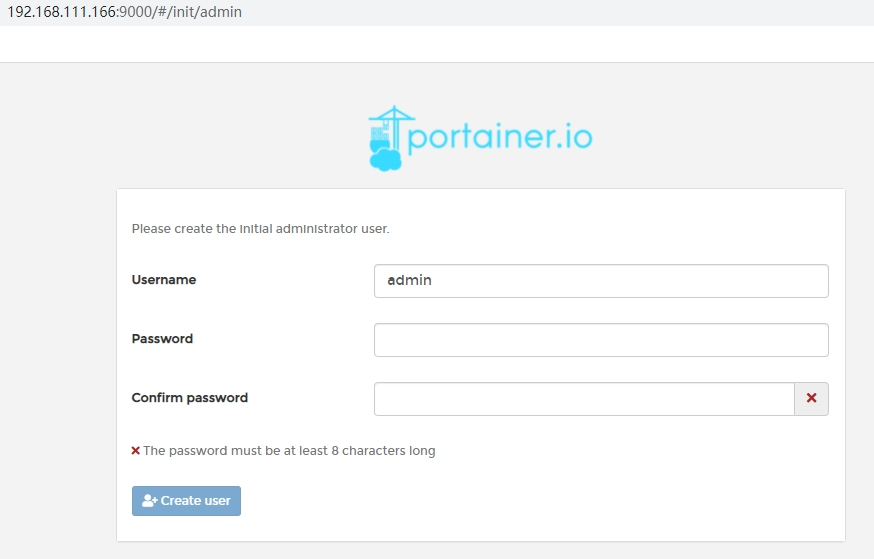 192.168.111.166:9000/#/init/admin
portainer.io
Please create the initial administrator user.
Username
admin
Password
Confirm password
The password must be at least 8 characters long
Create user